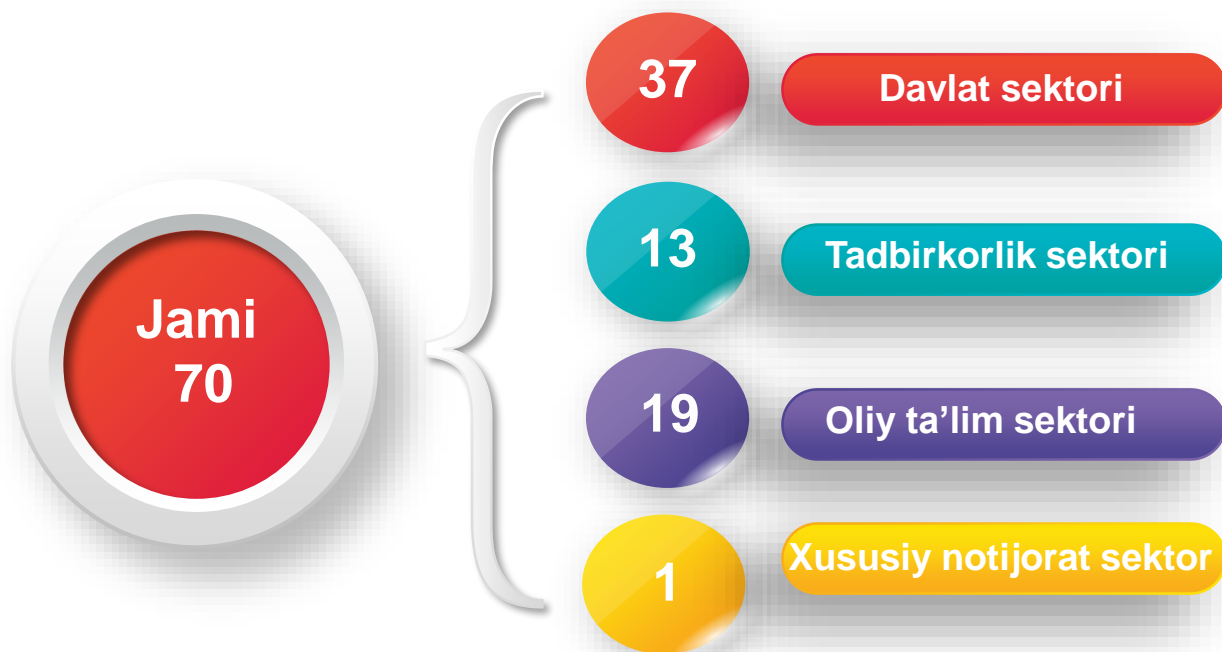 Jami
70
37
Davlat sektori
13
Tadbirkorlik sektori
19
Oliy ta’lim sektori
1
Xususiy notijorat sektor